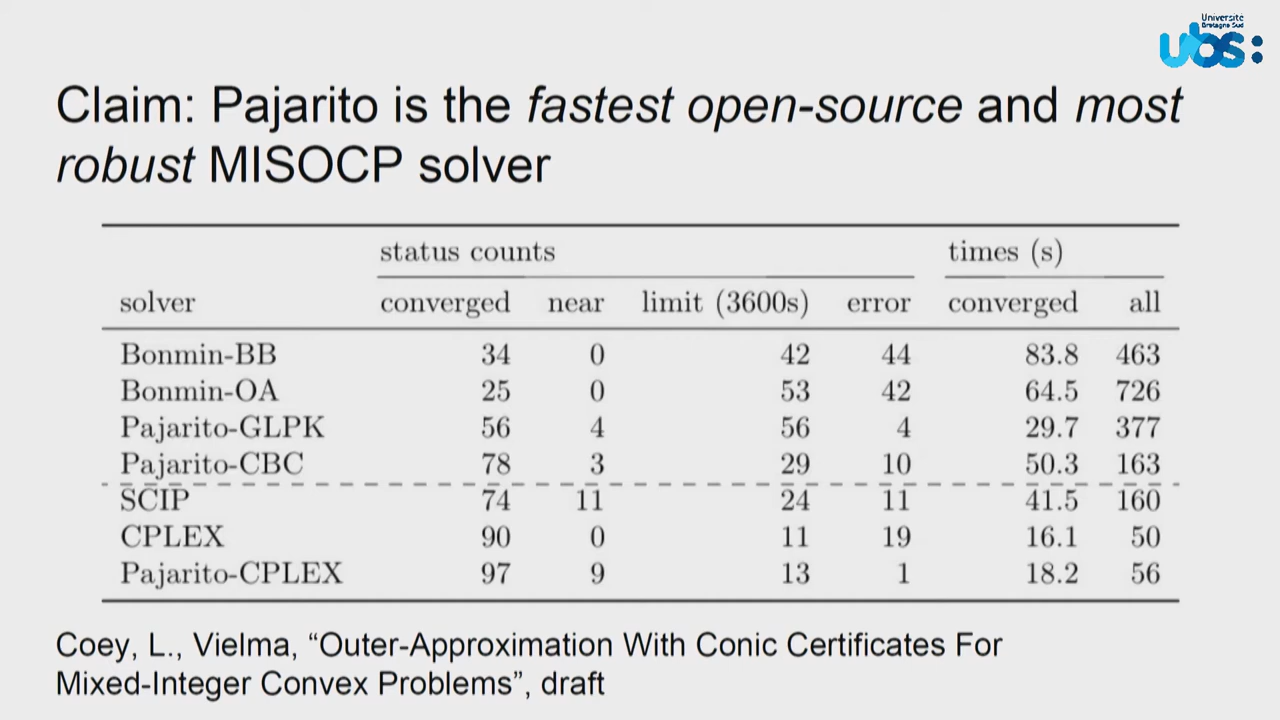 Université
Bretagne Sud
ubs:
Claim: Pajarito is the fastest open-source and most
robust MISOCP solver
status counts times (s)
solver converged near limit (3600s) error converged all
Bonmin-BB 34 0 42 44 83.8 463
Bonmin-OA 25 0 53 42 64.5 726
Pajarito-GLPK 56 4 56 4 29.7 377
Pajarito-CBC 78 3 29 10 50.3 163
SCIP 74 11 24 11 41.5 160
CPLEX 90 0 11 19 16.1 50
Pajarito-CPLEX 97 9 13 1 18.2 56
Coey, L., Vielma, “Outer-Approximation With Conic Certificates For
Mixed-Integer Convex Problems”, draft